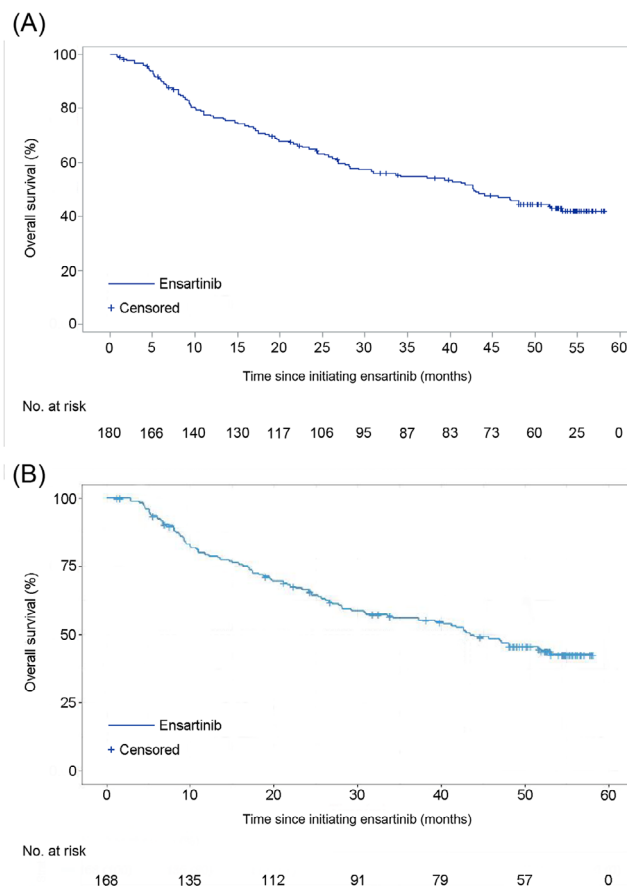 (A)
100
80
60
40
20
0
Overall survival (%)
Ensartinib
+ Censored
0 5 10 15 20 25 30 35 40 45 50 55 60
Time since initiating ensartinib (months)
No. at risk
180 166 140 130 117 106 95 87 83 73 60 25 0
(B)
100
75
50
25
0
Overall survival (%)
Ensartinib
+ Censored
0 10 20 30 40 50 60
Time since initiating ensartinib (months)
No. at risk
168 135 112 91 79 57 0